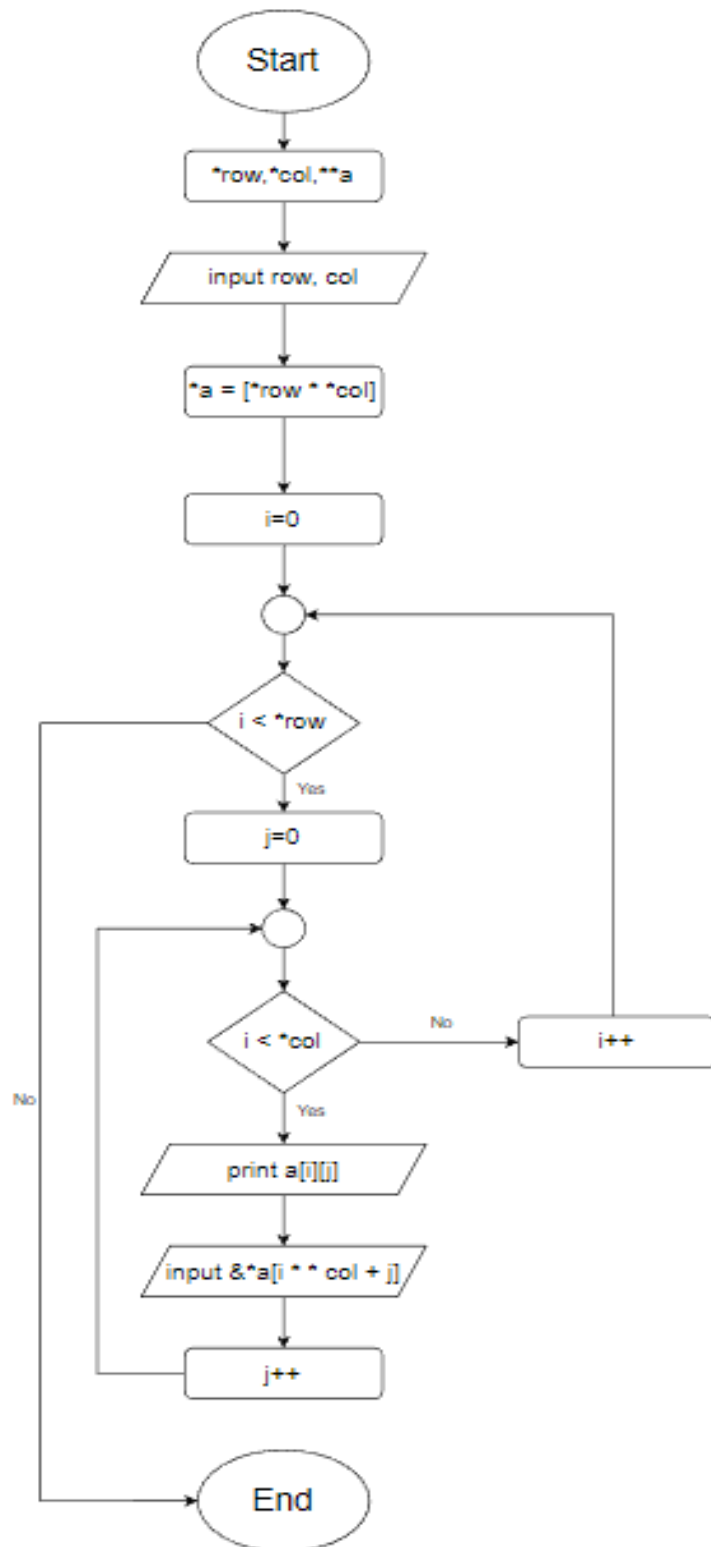 Start
*row,*col,**a
input row, col
*a = [*row * *col]
i=0
i < *row
Yes
j=0
i < *col
No
i++
No
Yes
print a[i][j]
input &*a[i * * col + j]
j++
End